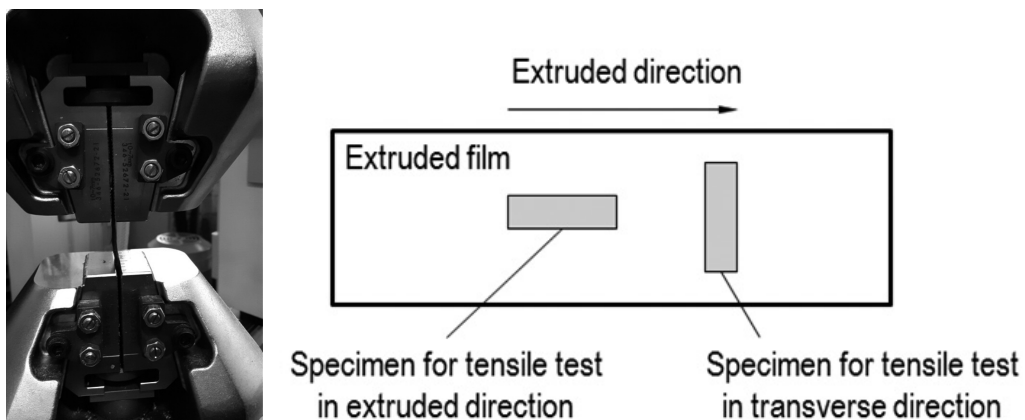 Extruded direction
Extruded film
Specimen for tensile test
in extruded direction
Specimen for tensile test
in transverse direction